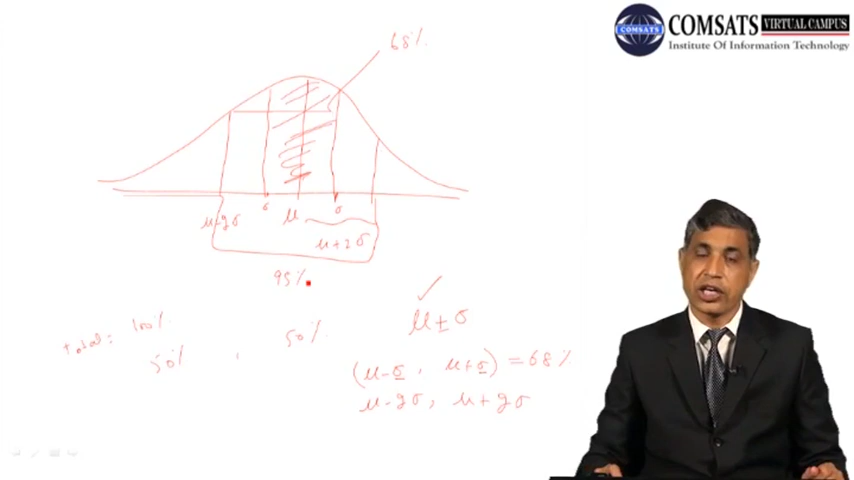 COMSATS VIRTUAL CAMPUS
Institute Of Information Technology
COMSATS
68%
μ-2σ σ μ σ
μ+2σ
95%
total: 100%
50% , 50%
μ±σ
(μ-σ, μ+σ) = 68%
μ-2σ, μ+2σ